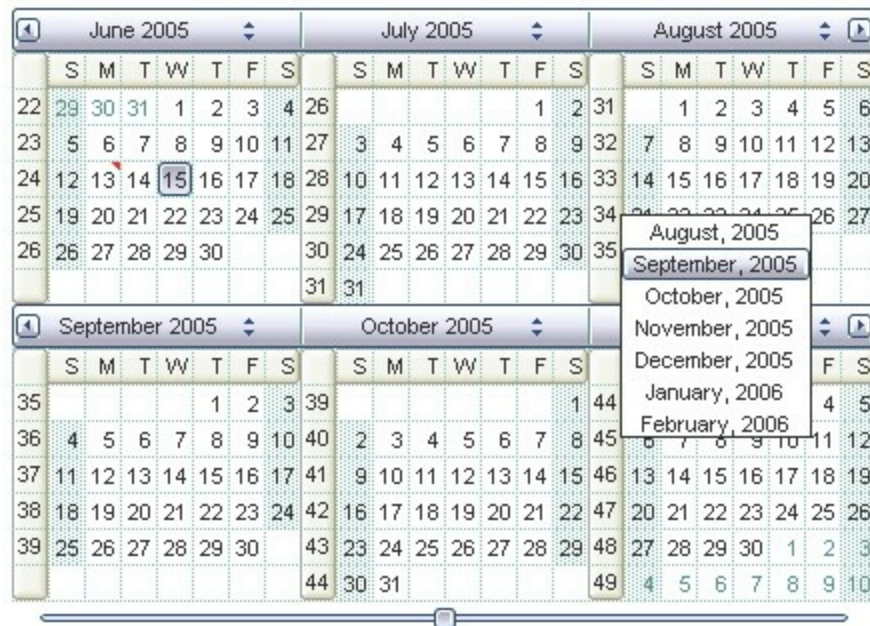 June 2005 July 2005 August 2005
S M T W T F S S M T W T F S S M T W T F S
22 29 30 31 1 2 3 4 26 1 2 31 1 2 3 4 5 6
23 5 6 7 8 9 10 11 27 3 4 5 6 7 8 9 32 7 8 9 10 11 12 13
24 12 13 14 15 16 17 18 28 10 11 12 13 14 15 16 33 14 15 16 17 18 19 20
25 19 20 21 22 23 24 25 29 17 18 19 20 21 22 23 34 26 27
August, 2005
26 26 27 28 29 30 30 24 25 26 27 28 29 30 35
September, 2005
31 31
October, 2005
September 2005 October 2005
November, 2005
S M T W T F S S M T W T F S F S
December, 2005
35 1 2 3 39 1 44 4 5
January, 2006
February, 2006
36 4 5 6 7 8 9 10 40 2 3 4 5 6 7 8 45 6 7 8 9 10 11 12
37 11 12 13 14 15 16 17 41 9 10 11 12 13 14 15 46 13 14 15 16 17 18 19
38 18 19 20 21 22 23 24 42 16 17 18 19 20 21 22 47 20 21 22 23 24 25 26
39 25 26 27 28 29 30 43 23 24 25 26 27 28 29 48 27 28 29 30 1 2 3
44 30 31 49 4 5 6 7 8 9 10